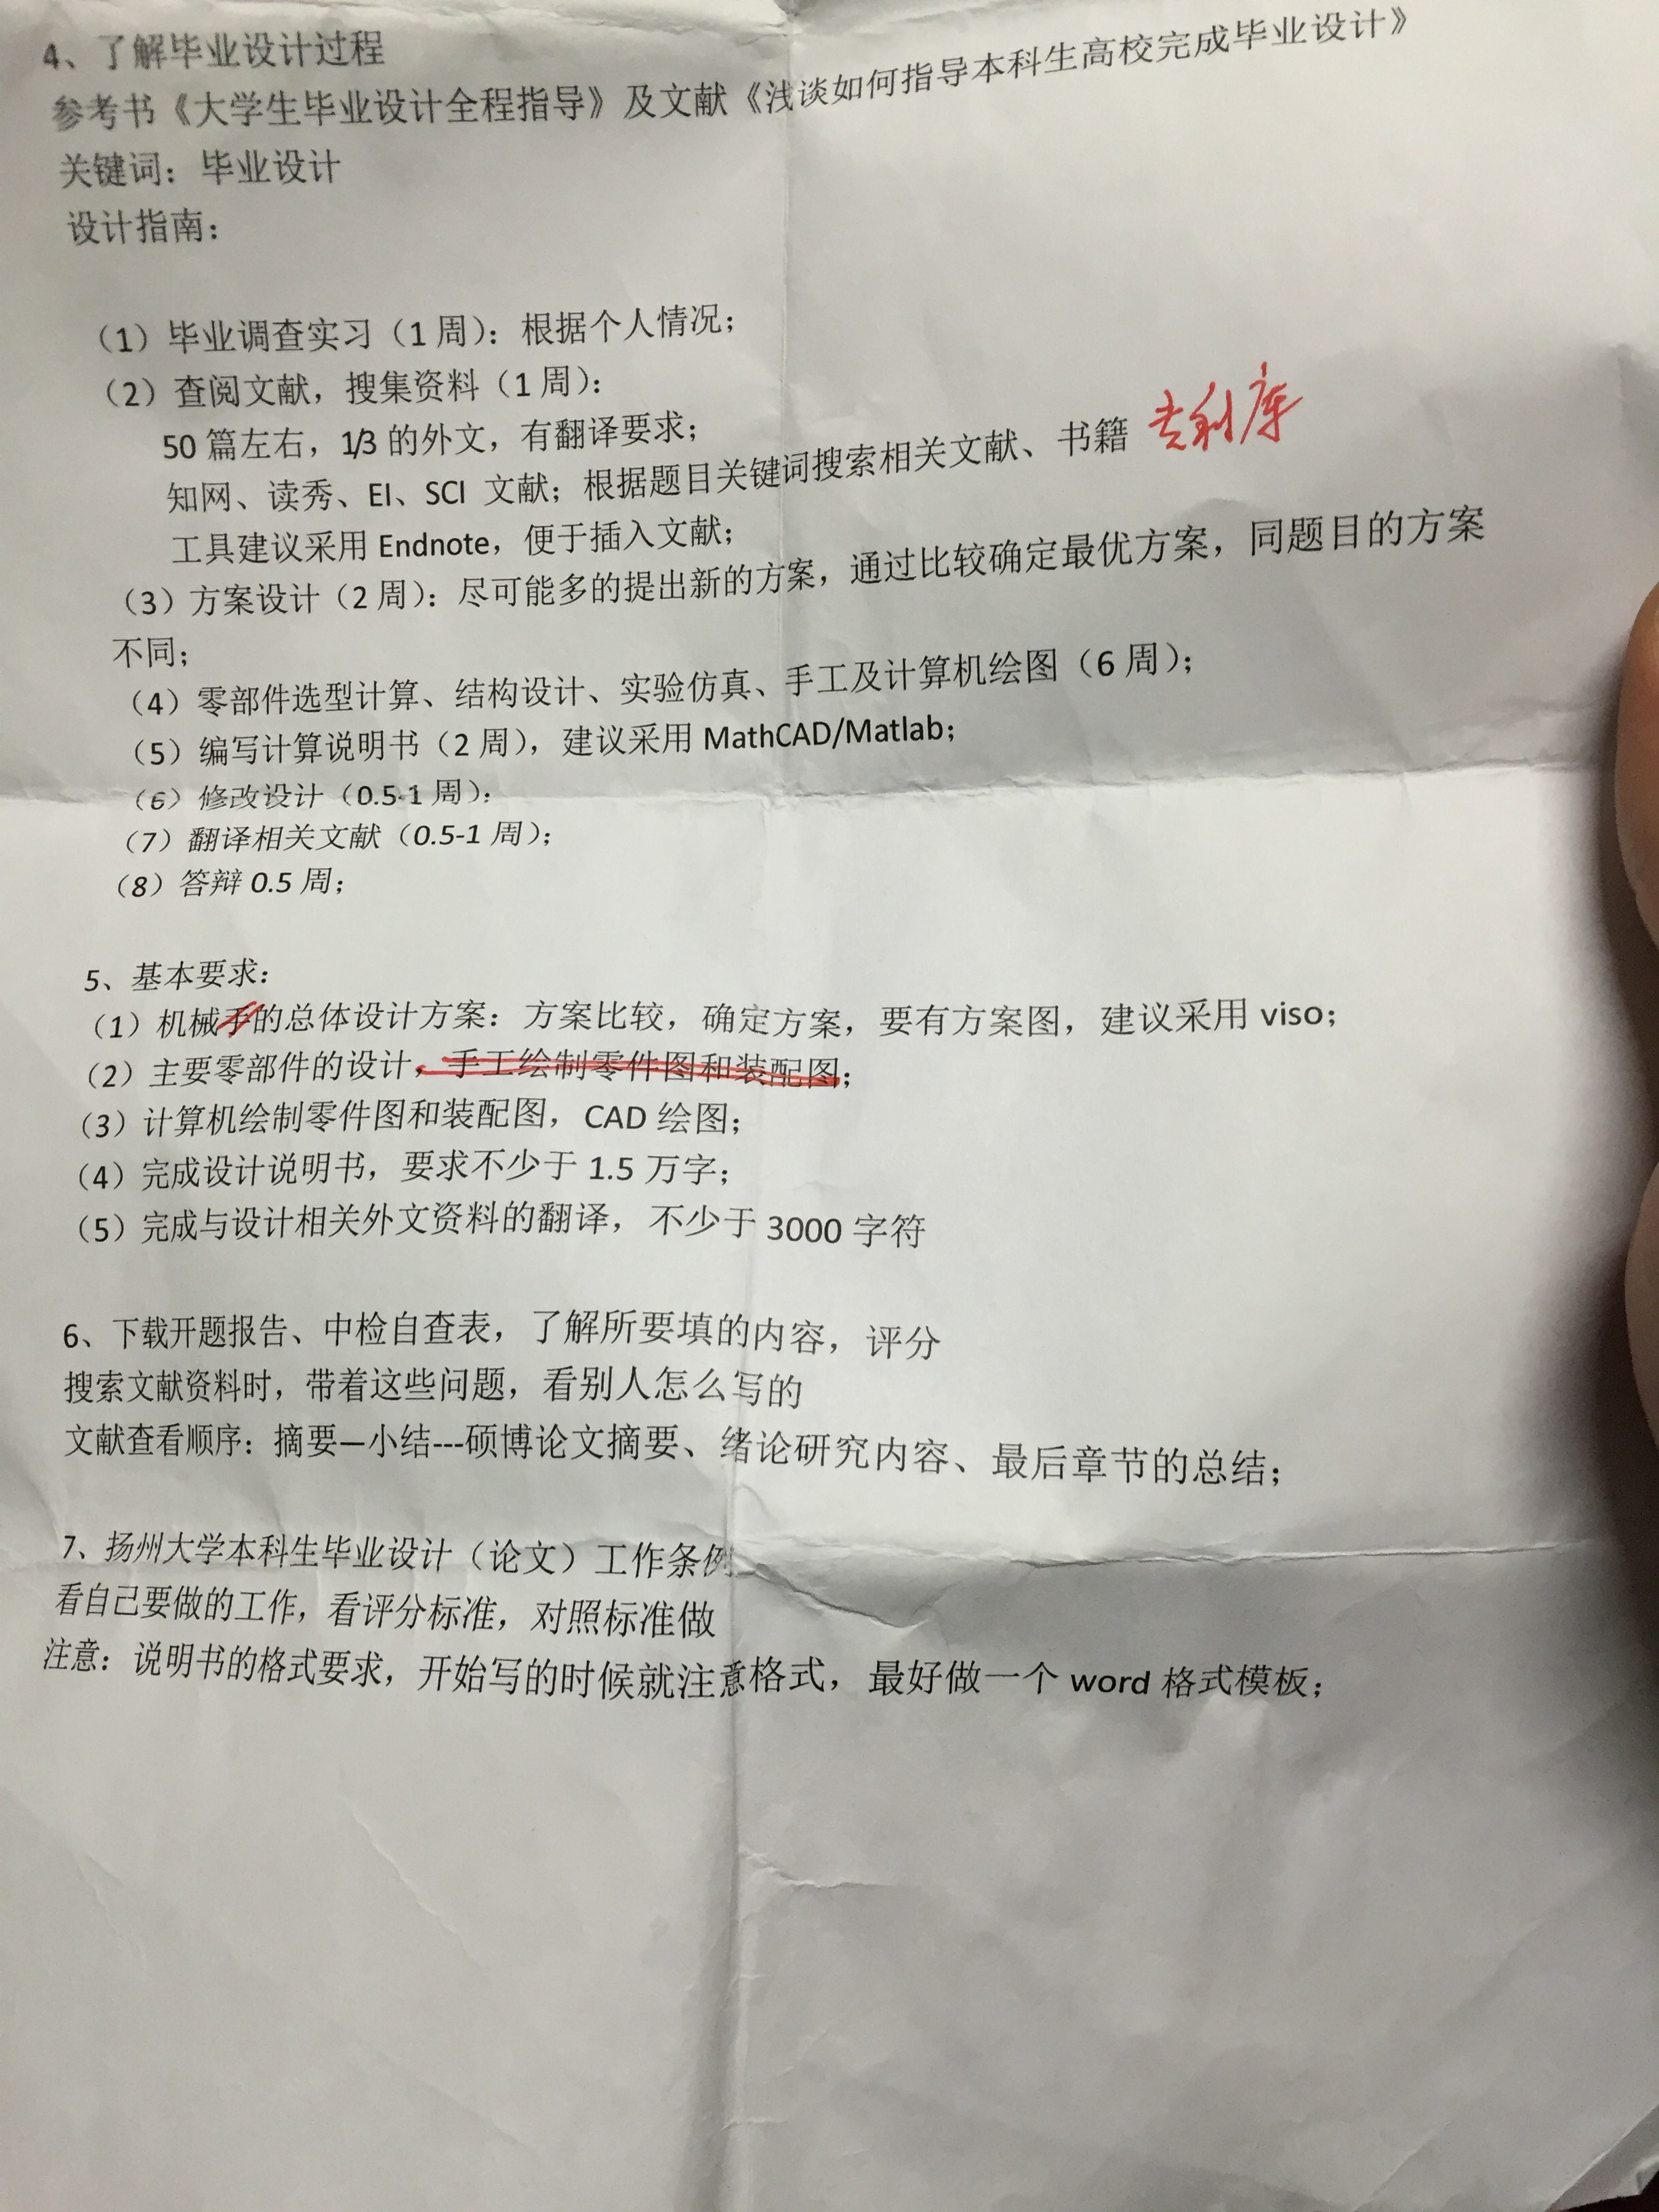 4、了解毕业设计过程
参考书《大学生毕业设计全程指导》及文献《浅谈如何指导本科生高校完成毕业设计》
关键词：毕业设计
设计指南：
（1）毕业调查实习（1 周）：根据个人情况；
（2）查阅文献，搜集资料（1 周）：
50 篇左右，1/3 的外文，有翻译要求；
知网、读秀、EI、SCI 文献；根据题目关键词搜索相关文献、书籍 专利库
工具建议采用 Endnote，便于插入文献；
（3）方案设计（2 周）：尽可能多的提出新的方案，通过比较确定最优方案，同题目的方案
不同；
（4）零部件选型计算、结构设计、实验仿真、手工及计算机绘图（6 周）；
（5）编写计算说明书（2 周），建议采用 MathCAD/Matlab；
（6）修改设计（0.5-1 周）；
（7）翻译相关文献（0.5-1 周）；
（8）答辩 0.5 周；
5、基本要求：
（1）机械手的总体设计方案：方案比较，确定方案，要有方案图，建议采用 viso；
（2）主要零部件的设计，手工绘制零件图和装配图；
（3）计算机绘制零件图和装配图，CAD 绘图；
（4）完成设计说明书，要求不少于 1.5 万字；
（5）完成与设计相关外文资料的翻译，不少于 3000 字符
6、下载开题报告、中检自查表，了解所要填的内容，评分
搜索文献资料时，带着这些问题，看别人怎么写的
文献查看顺序：摘要—小结---硕博论文摘要、绪论研究内容、最后章节的总结；
7、扬州大学本科生毕业设计（论文）工作条例
看自己要做的工作，看评分标准，对照标准做
注意：说明书的格式要求，开始写的时候就注意格式，最好做一个 word 格式模板；